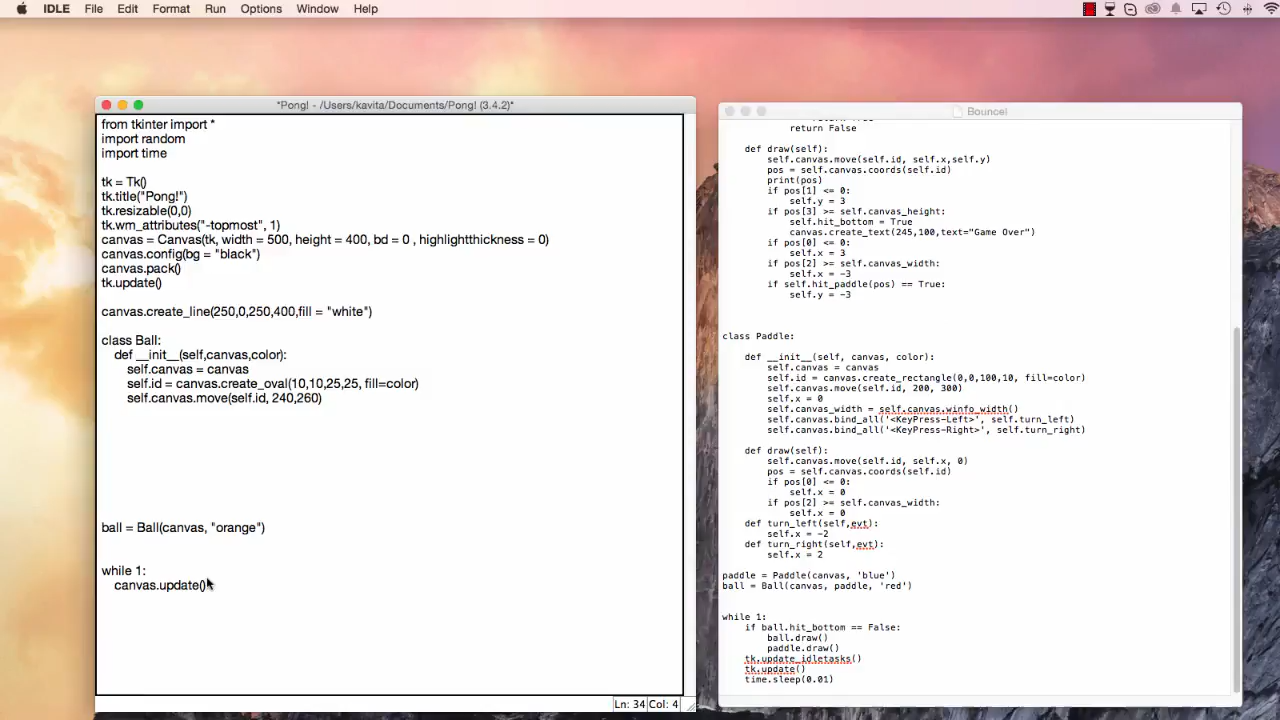 IDLE File Edit Format Run Options Window Help
*Pong! - /Users/kavita/Documents/Pong! (3.4.2)*
from tkinter import *
import random
import time
tk = Tk()
tk.title("Pong!")
tk.resizable(0,0)
tk.wm_attributes("-topmost", 1)
canvas = Canvas(tk, width = 500, height = 400, bd = 0 , highlightthickness = 0)
canvas.config(bg = "black")
canvas.pack()
tk.update()
canvas.create_line(250,0,250,400,fill = "white")
class Ball:
def __init__(self,canvas,color):
self.canvas = canvas
self.id = canvas.create_oval(10,10,25,25, fill=color)
self.canvas.move(self.id, 240,260)
ball = Ball(canvas, "orange")
while 1:
canvas.update()
Ln: 34 Col: 4
Bounce!
return False
def draw(self):
self.canvas.move(self.id, self.x,self.y)
pos = self.canvas.coords(self.id)
print(pos)
if pos[1] <= 0:
self.y = 3
if pos[3] >= self.canvas_height:
self.hit_bottom = True
canvas.create_text(245,100,text="Game Over")
if pos[0] <= 0:
self.x = 3
if pos[2] >= self.canvas_width:
self.x = -3
if self.hit_paddle(pos) == True:
self.y = -3
class Paddle:
def __init__(self, canvas, color):
self.canvas = canvas
self.id = canvas.create_rectangle(0,0,100,10, fill=color)
self.canvas.move(self.id, 200, 300)
self.x = 0
self.canvas_width = self.canvas.winfo_width()
self.canvas.bind_all('<KeyPress-Left>', self.turn_left)
self.canvas.bind_all('<KeyPress-Right>', self.turn_right)
def draw(self):
self.canvas.move(self.id, self.x, 0)
pos = self.canvas.coords(self.id)
if pos[0] <= 0:
self.x = 0
if pos[2] >= self.canvas_width:
self.x = 0
def turn_left(self,evt):
self.x = -2
def turn_right(self,evt):
self.x = 2
paddle = Paddle(canvas, 'blue')
ball = Ball(canvas, paddle, 'red')
while 1:
if ball.hit_bottom == False:
ball.draw()
paddle.draw()
tk.update_idletasks()
tk.update()
time.sleep(0.01)